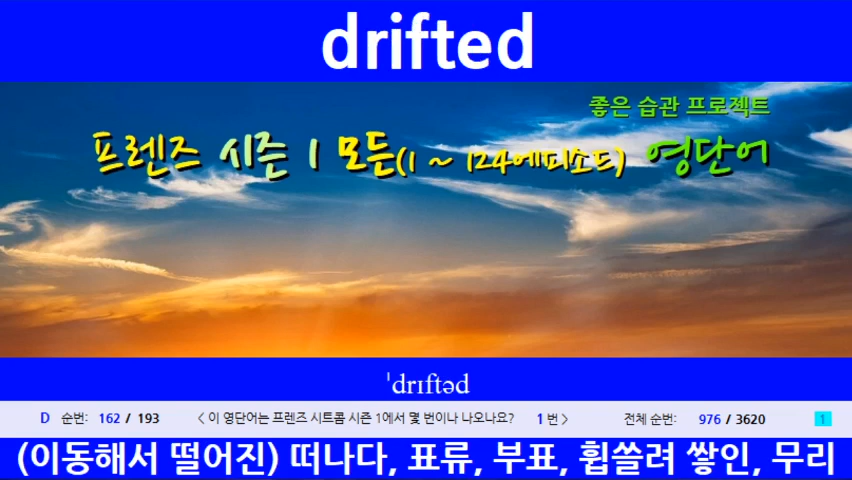 drifted
좋은 습관 프로젝트
프렌즈 시즌 1 모든(1 ~ 124에피소드) 영단어
ˈdrɪftəd
D 순번: 162 / 193 < 이 영단어는 프렌즈 시트콤 시즌 1에서 몇 번이나 나오나요? 1 번 > 전체 순번: 976 / 3620 1
(이동해서 떨어진) 떠나다, 표류, 부표, 휩쓸려 쌓인, 무리